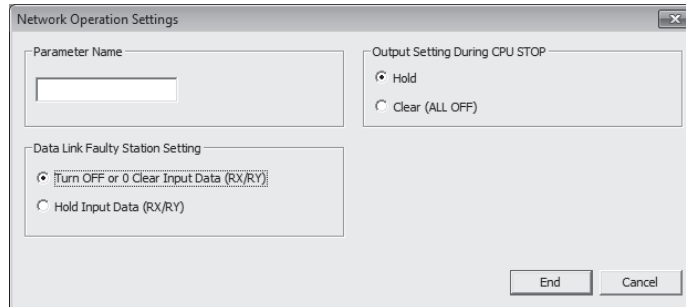 Network Operation Settings
Parameter Name
Data Link Faulty Station Setting
Turn OFF or 0 Clear Input Data (RX/RY)
Hold Input Data (RX/RY)
Output Setting During CPU STOP
Hold
Clear (ALL OFF)
End
Cancel